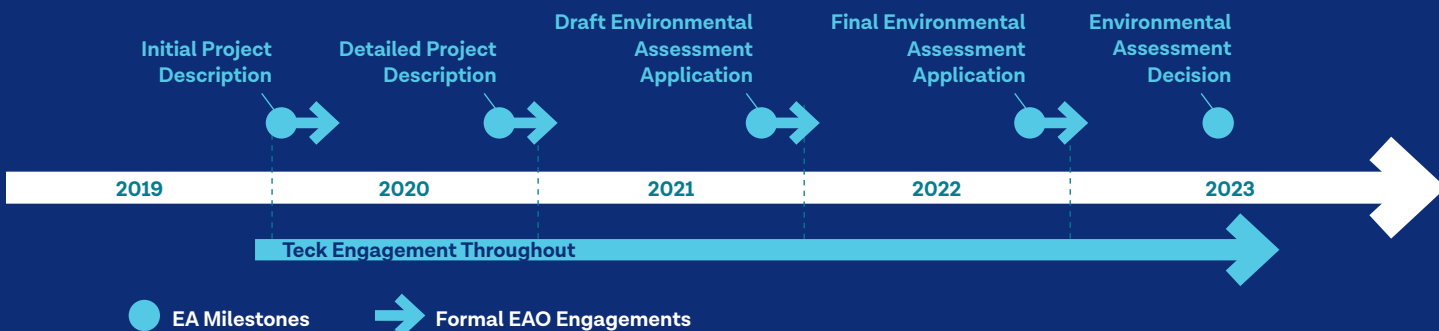 Initial Project
Description
Detailed Project
Description
Draft Environmental
Assessment
Application
Final Environmental
Assessment
Application
Environmental
Assessment
Decision
2019
2020
2021
2022
2023
Teck Engagement Throughout
EA Milestones
Formal EAO Engagements